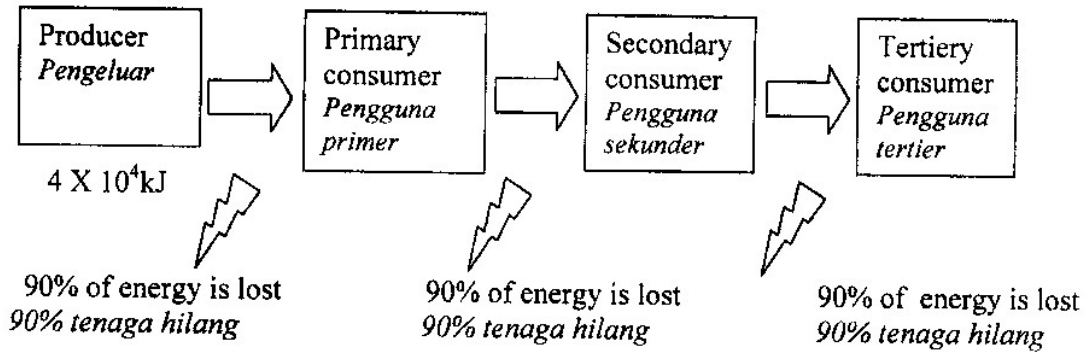 Producer
Pengeluar
4 X 10⁴kJ
Primary
consumer
Pengguna
primer
Secondary
consumer
Pengguna
sekunder
Tertiery
consumer
Pengguna
tertier
90% of energy is lost
90% tenaga hilang
90% of energy is lost
90% tenaga hilang
90% of energy is lost
90% tenaga hilang